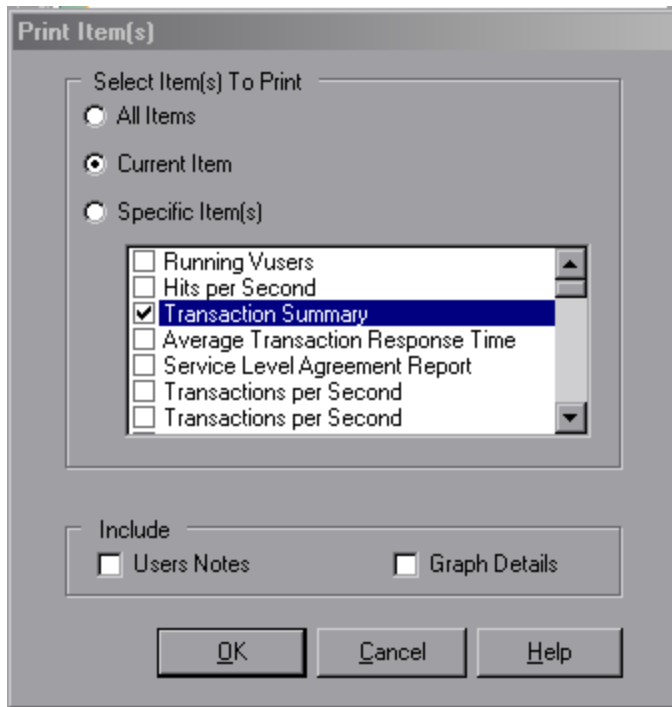 Print Item(s)
Select Item(s) To Print
All Items
Current Item
Specific Item(s)
Running Vusers
Hits per Second
Transaction Summary
Average Transaction Response Time
Service Level Agreement Report
Transactions per Second
Transactions per Second
Include
Users Notes Graph Details
OK Cancel Help